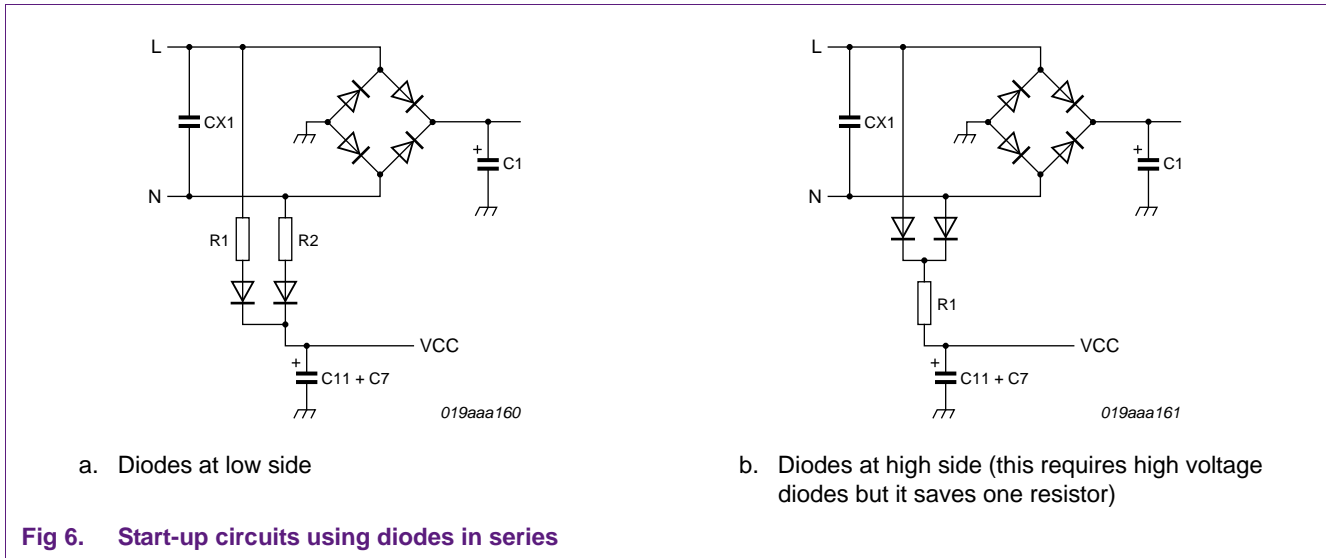 L
CX1
N
R1
R2
+
C1
VCC
+
C11 + C7
019aaa160
a. Diodes at low side
L
CX1
N
R1
+
C1
VCC
+
C11 + C7
019aaa161
b. Diodes at high side (this requires high voltage
diodes but it saves one resistor)
Fig 6. Start-up circuits using diodes in series